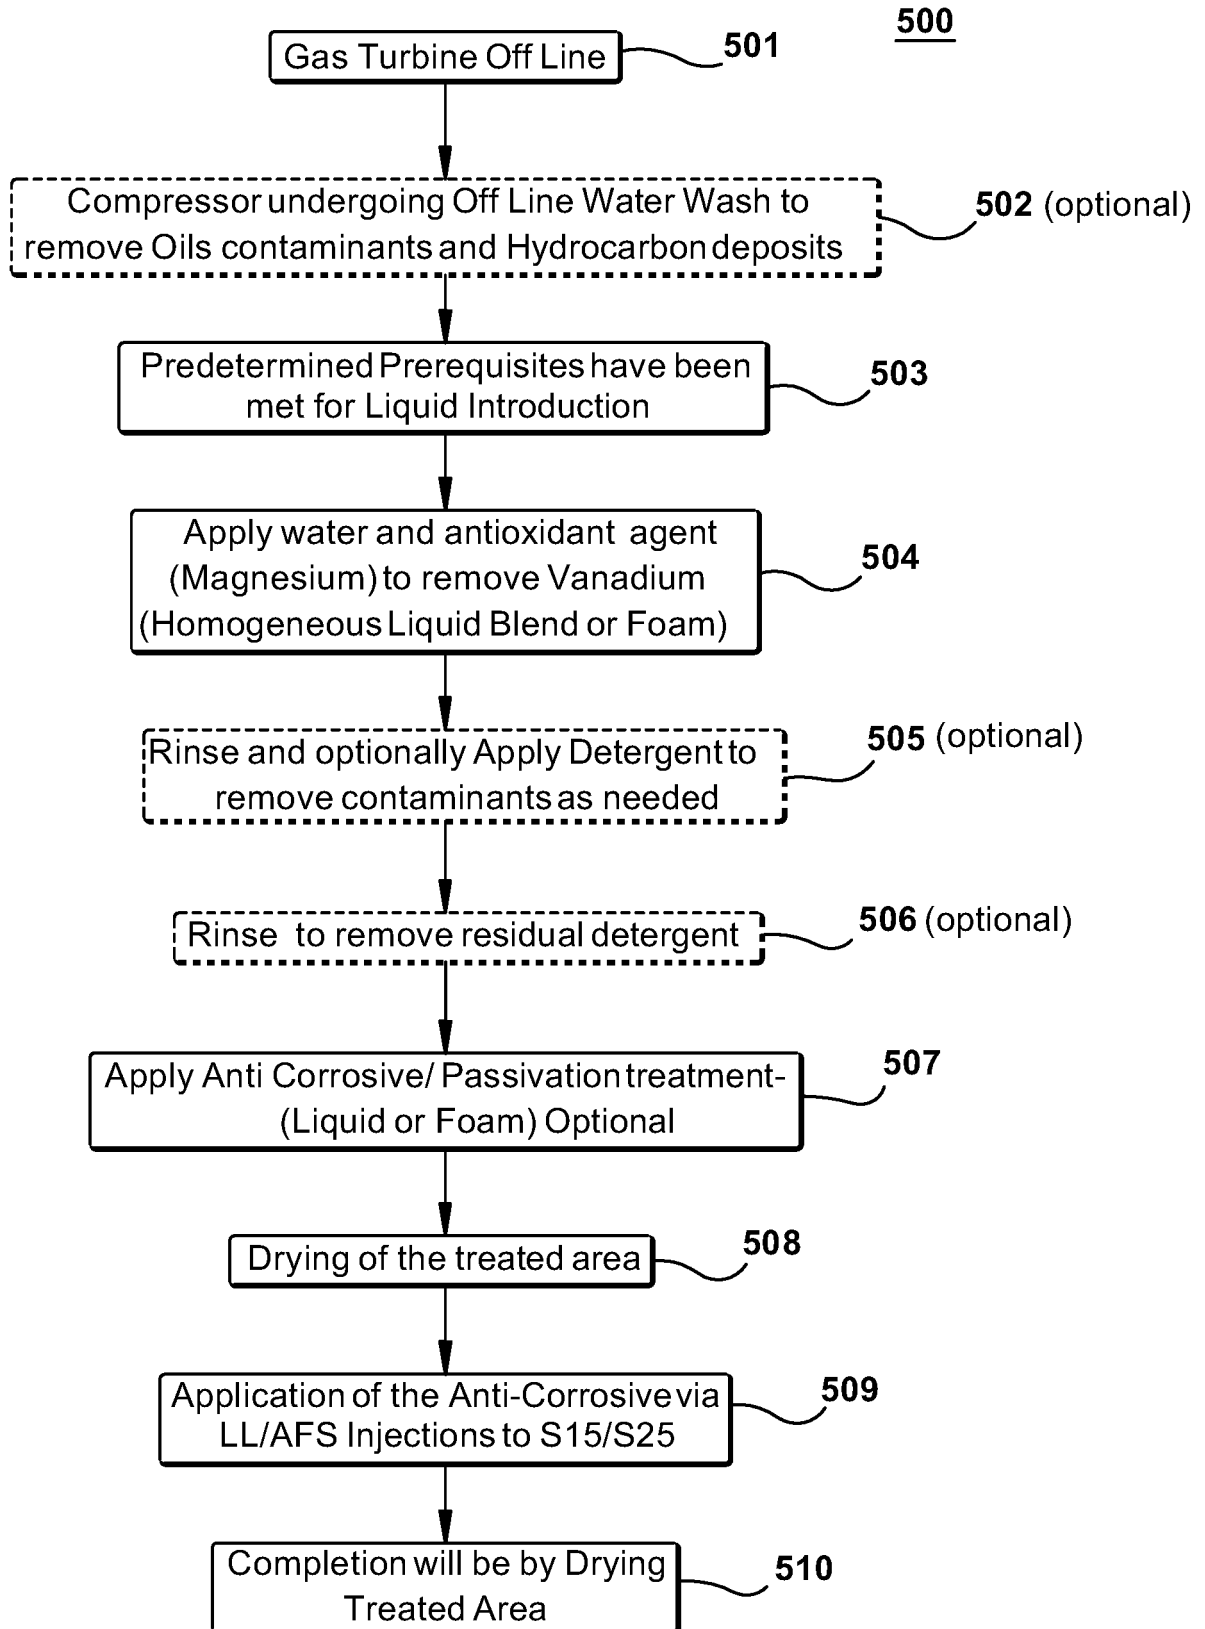 500
Gas Turbine Off Line
501
Compressor undergoing Off Line Water Wash to
remove Oils contaminants and Hydrocarbon deposits
502 (optional)
Predetermined Prerequisites have been
met for Liquid Introduction
503
Apply water and antioxidant agent
(Magnesium) to remove Vanadium
(Homogeneous Liquid Blend or Foam)
504
Rinse and optionally Apply Detergent to
remove contaminants as needed
505 (optional)
Rinse to remove residual detergent
506 (optional)
Apply Anti Corrosive/ Passivation treatment-
(Liquid or Foam) Optional
507
Drying of the treated area
508
Application of the Anti-Corrosive via
LL/AFS Injections to S15/S25
509
Completion will be by Drying
Treated Area
510